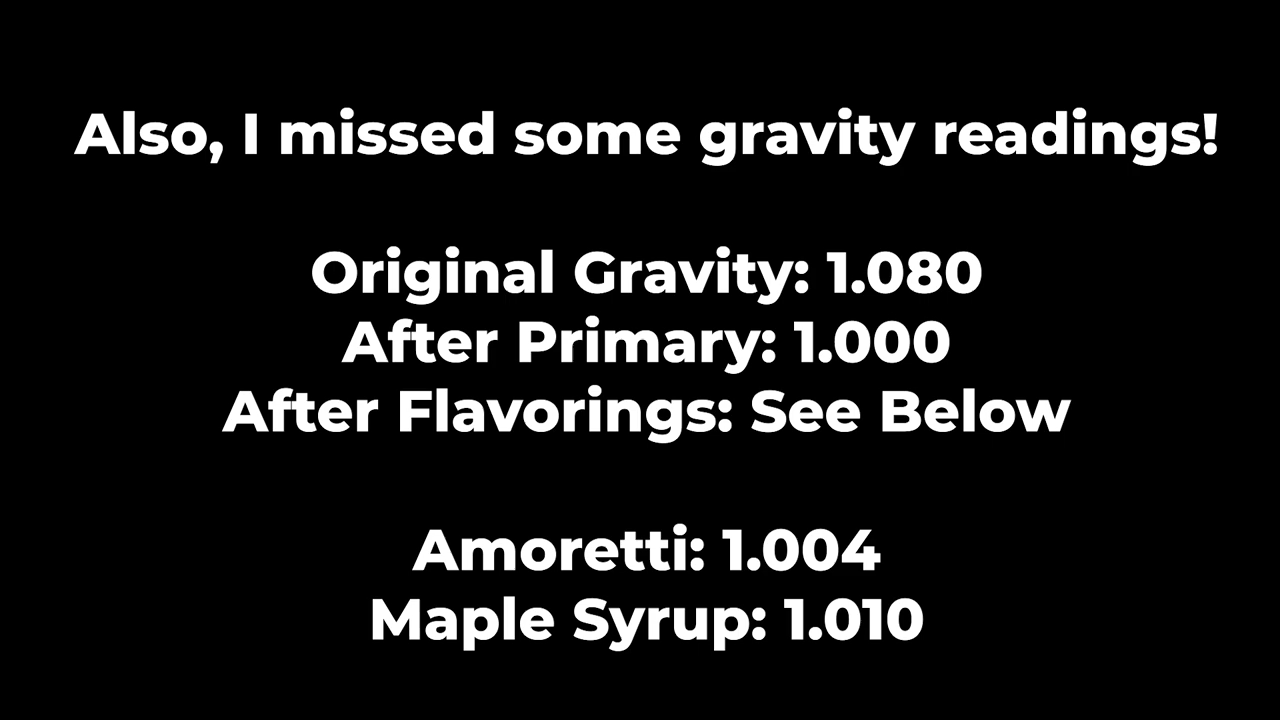 Also, I missed some gravity readings!
Original Gravity: 1.080
After Primary: 1.000
After Flavorings: See Below
Amoretti: 1.004
Maple Syrup: 1.010